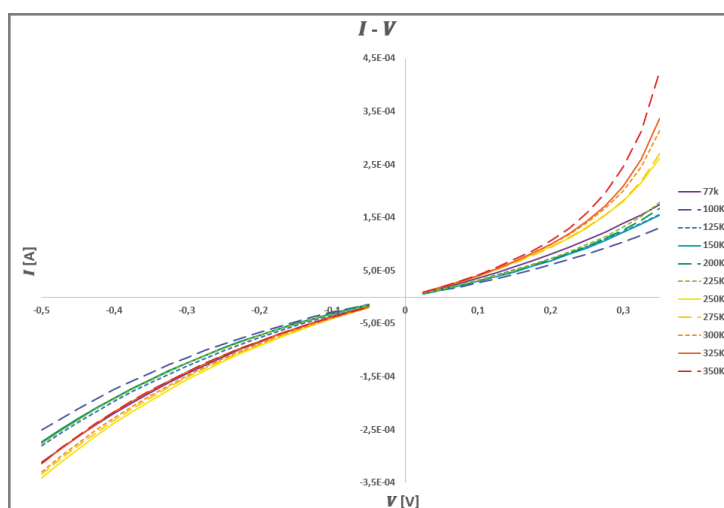 I - V
4,5E-04
3,5E-04
2,5E-04
1,5E-04
5,0E-05
-0,5
-0,4
-0,3
-0,2
-0,1
0
0,1
0,2
0,3
-5,0E-05
-1,5E-04
-2,5E-04
-3,5E-04
I [A]
V [V]
77k
100K
125K
150K
200K
225K
250K
275K
300K
325K
350K